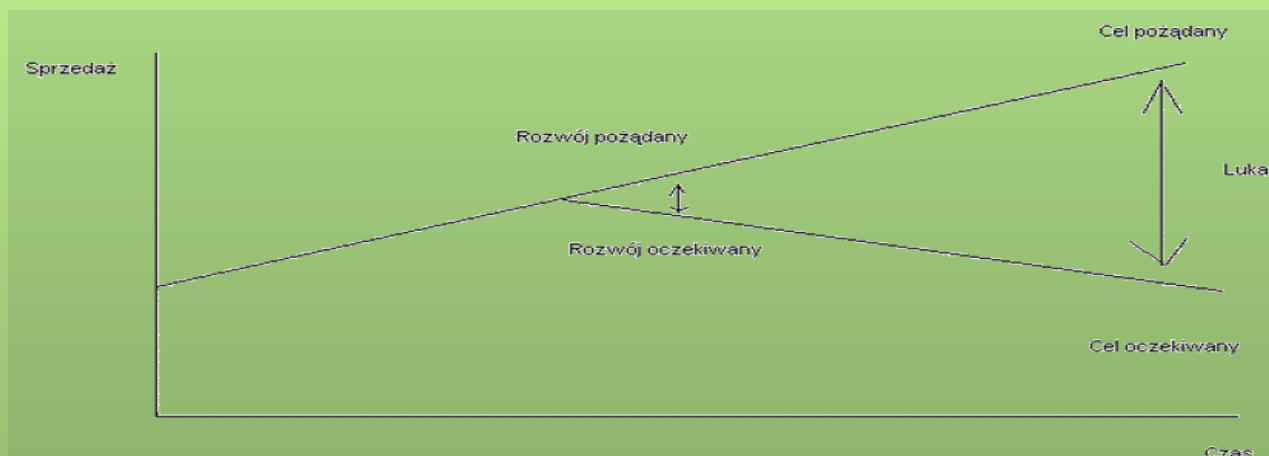 Cel pożądany
Sprzedaż
Rozwój pożądany
Luka
Rozwój oczekiwany
Cel oczekiwany
Czas